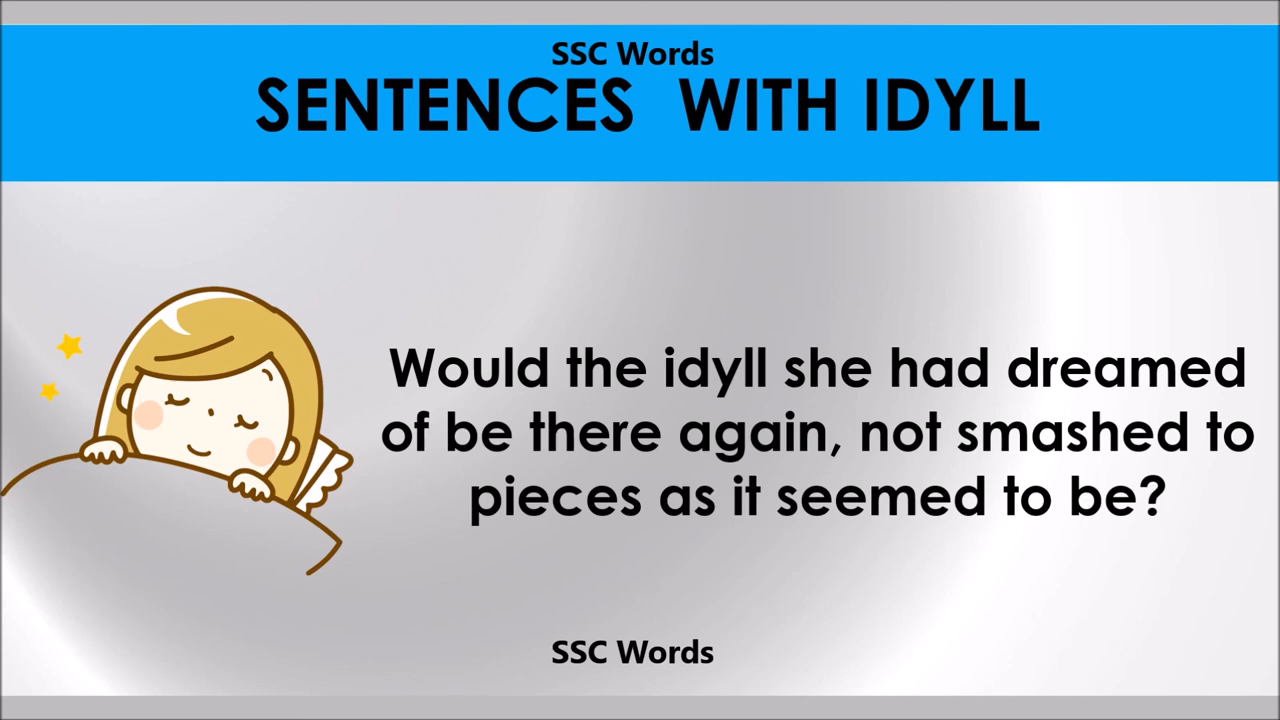 SSC Words
SENTENCES WITH IDYLL
Would the idyll she had dreamed
of be there again, not smashed to
pieces as it seemed to be?
SSC Words